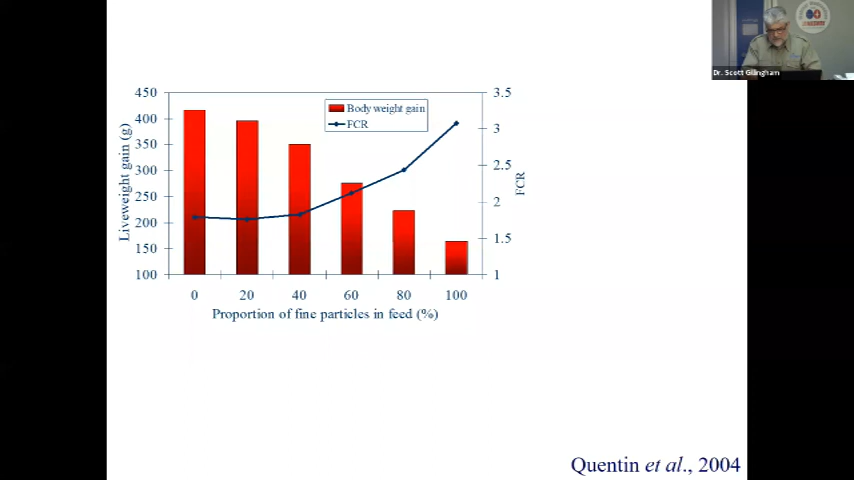 Dr. Scott Gillingham
450
400
350
300
250
200
150
100
Liveweight gain (g)
Body weight gain
FCR
3.5
3
2.5
2
1.5
1
FCR
0 20 40 60 80 100
Proportion of fine particles in feed (%)
Quentin et al., 2004